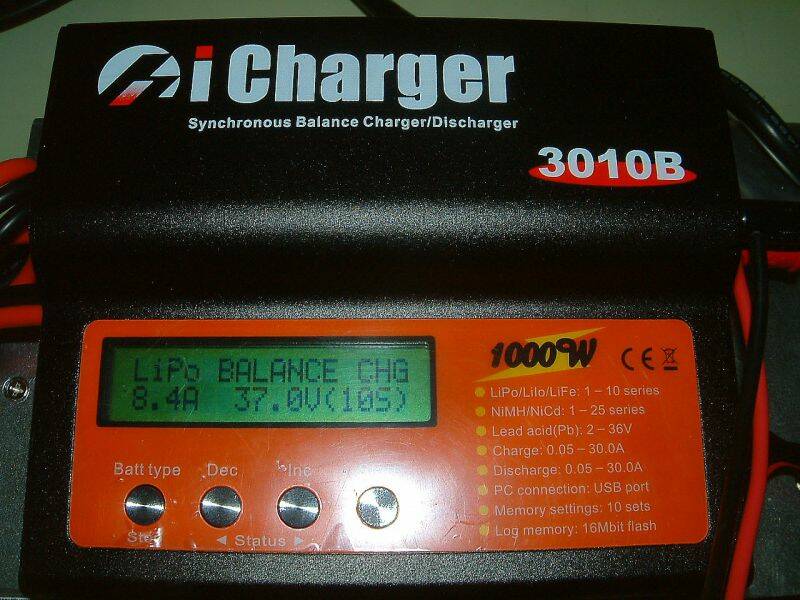 i Charger
Synchronous Balance Charger/Discharger
3010B
LiPo BALANCE CHG
8.4A 37.0V(10S)
1000W
CE
LiPo/LiIo/LiFe: 1 – 10 series
NiMH/NiCd: 1 – 25 series
Lead acid(Pb): 2 – 36V
Charge: 0.05 – 30.0A
Discharge: 0.05 – 30.0A
PC connection: USB port
Memory settings: 10 sets
Log memory: 16Mbit flash
Batt type Dec Inc
◄ Status ►